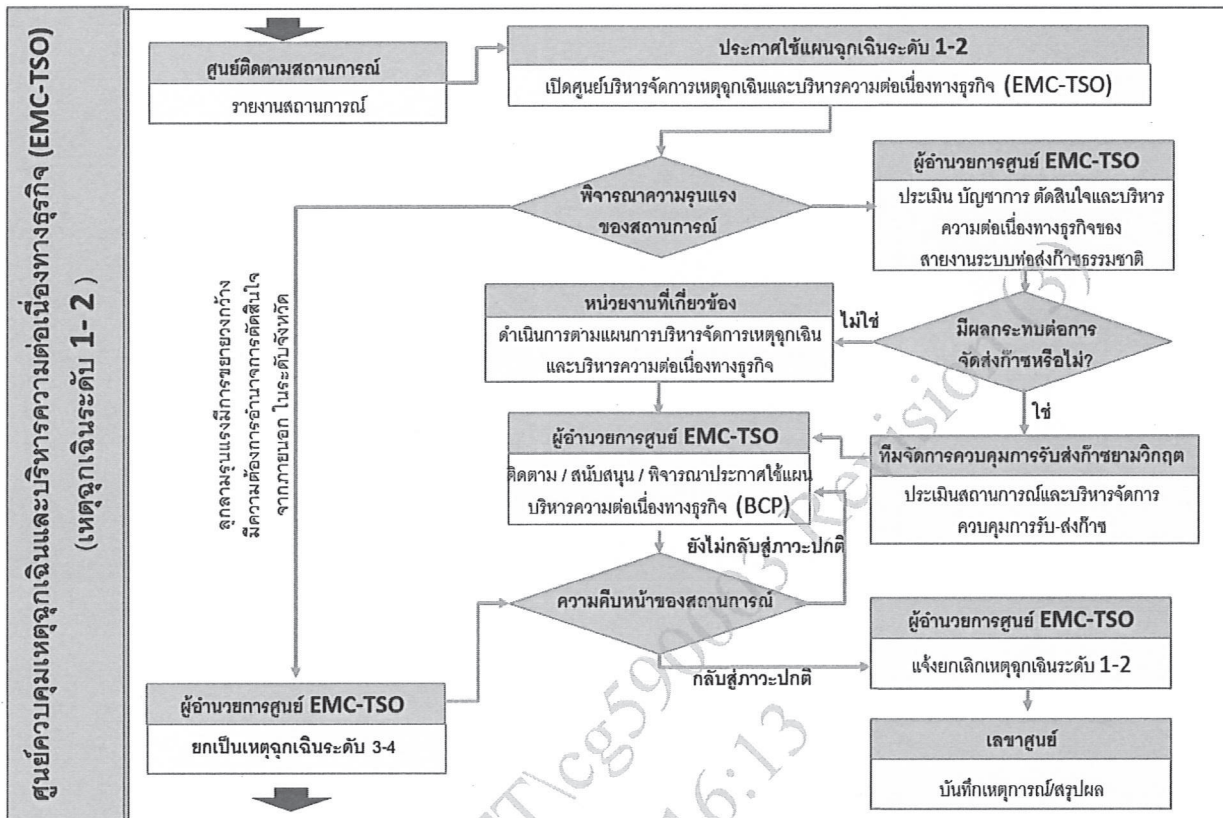 ศูนย์ควบคุมเหตุฉุกเฉินและบริหารความต่อเนื่องทางธุรกิจ (EMC-TSO)
(เหตุฉุกเฉินระดับ 1- 2 )
ศูนย์ติดตามสถานการณ์
รายงานสถานการณ์
ประกาศใช้แผนฉุกเฉินระดับ 1-2
เปิดศูนย์บริหารจัดการเหตุฉุกเฉินและบริหารความต่อเนื่องทางธุรกิจ (EMC-TSO)
พิจารณาความรุนแรง
ของสถานการณ์
ผู้อำนวยการศูนย์ EMC-TSO
ประเมิน บัญชาการ ตัดสินใจและบริหาร
ความต่อเนื่องทางธุรกิจของ
สายงานระบบท่อส่งก๊าซธรรมชาติ
ลุกลามรุนแรงมีการขยายวงกว้าง
มีความต้องการอำนาจการตัดสินใจ
จากภายนอก ในระดับจังหวัด
หน่วยงานที่เกี่ยวข้อง
ดำเนินการตามแผนการบริหารจัดการเหตุฉุกเฉิน
และบริหารความต่อเนื่องทางธุรกิจ
ไม่ใช่
มีผลกระทบต่อการ
จัดส่งก๊าซหรือไม่?
ใช่
ผู้อำนวยการศูนย์ EMC-TSO
ติดตาม / สนับสนุน / พิจารณาประกาศใช้แผน
บริหารความต่อเนื่องทางธุรกิจ (BCP)
ทีมจัดการควบคุมการรับส่งก๊าซยามวิกฤต
ประเมินสถานการณ์และบริหารจัดการ
ควบคุมการรับ-ส่งก๊าซ
ยังไม่กลับสู่ภาวะปกติ
ความคืบหน้าของสถานการณ์
กลับสู่ภาวะปกติ
ผู้อำนวยการศูนย์ EMC-TSO
แจ้งยกเลิกเหตุฉุกเฉินระดับ 1-2
ผู้อำนวยการศูนย์ EMC-TSO
ยกเป็นเหตุฉุกเฉินระดับ 3-4
เลขาศูนย์
บันทึกเหตุการณ์/สรุปผล
T\cg590003 Revision (3)
16:13